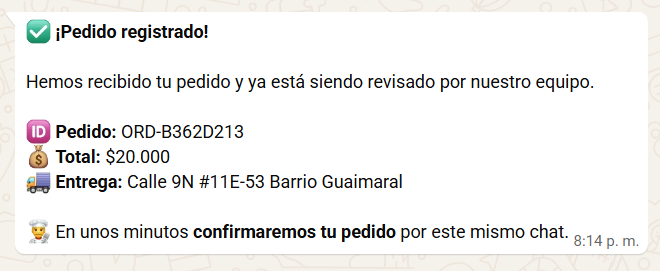 ✅ ¡Pedido registrado!
Hemos recibido tu pedido y ya está siendo revisado por nuestro equipo.
🆔 Pedido: ORD-B362D213
💰 Total: $20.000
🚚 Entrega: Calle 9N #11E-53 Barrio Guaimaral
👨‍🍳 En unos minutos confirmaremos tu pedido por este mismo chat.
8:14 p. m.